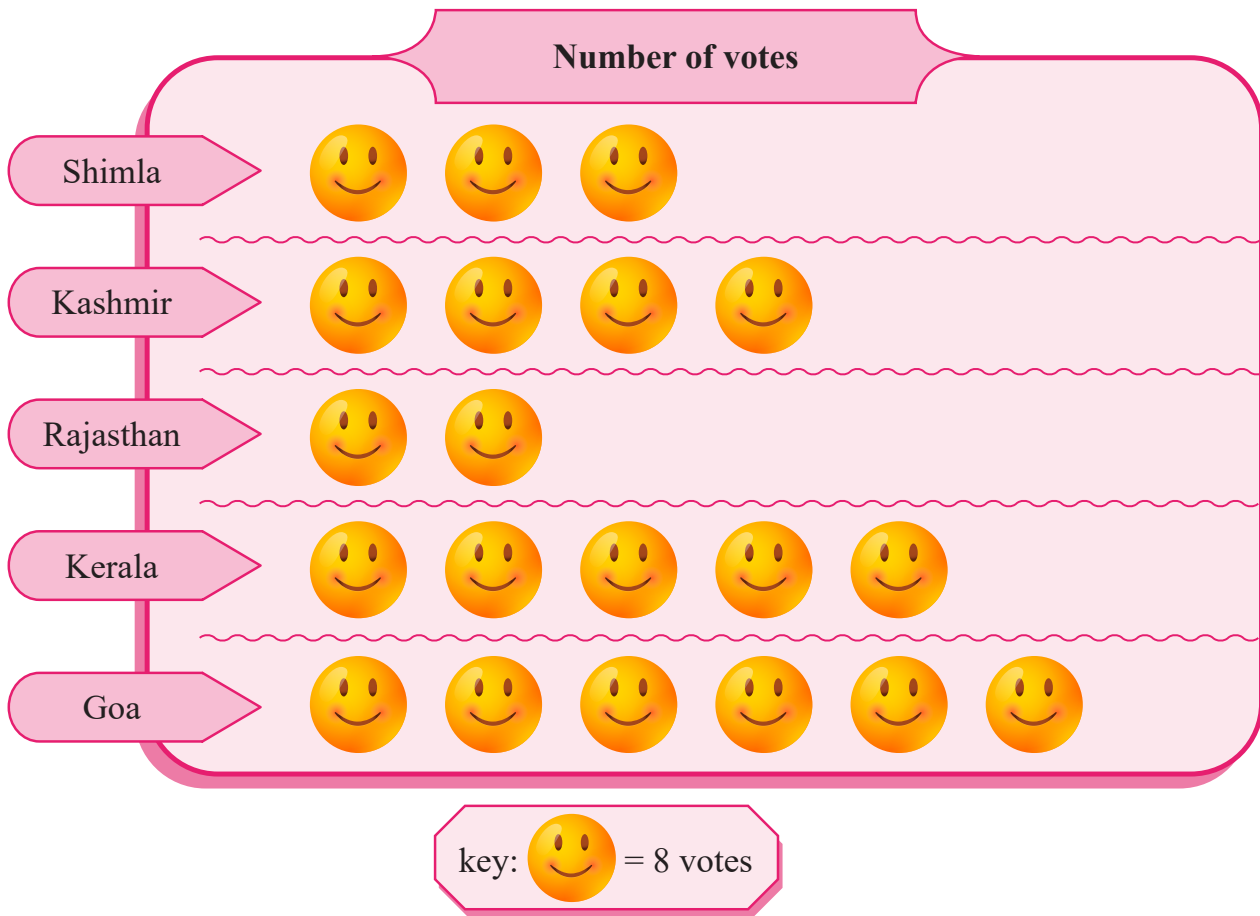 Number of votes
Shimla
Kashmir
Rajasthan
Kerala
Goa
key: = 8 votes